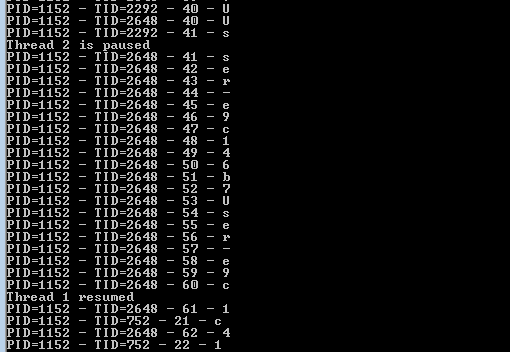 PID=1152 - TID=2292 - 40 - U
PID=1152 - TID=2648 - 40 - U
PID=1152 - TID=2292 - 41 - s
Thread 2 is paused
PID=1152 - TID=2648 - 41 - s
PID=1152 - TID=2648 - 42 - e
PID=1152 - TID=2648 - 43 - r
PID=1152 - TID=2648 - 44 - -
PID=1152 - TID=2648 - 45 - e
PID=1152 - TID=2648 - 46 - 9
PID=1152 - TID=2648 - 47 - c
PID=1152 - TID=2648 - 48 - 1
PID=1152 - TID=2648 - 49 - 4
PID=1152 - TID=2648 - 50 - 6
PID=1152 - TID=2648 - 51 - b
PID=1152 - TID=2648 - 52 - 7
PID=1152 - TID=2648 - 53 - U
PID=1152 - TID=2648 - 54 - s
PID=1152 - TID=2648 - 55 - e
PID=1152 - TID=2648 - 56 - r
PID=1152 - TID=2648 - 57 - -
PID=1152 - TID=2648 - 58 - e
PID=1152 - TID=2648 - 59 - 9
PID=1152 - TID=2648 - 60 - c
Thread 1 resumed
PID=1152 - TID=2648 - 61 - 1
PID=1152 - TID=752 - 21 - c
PID=1152 - TID=2648 - 62 - 4
PID=1152 - TID=752 - 22 - 1